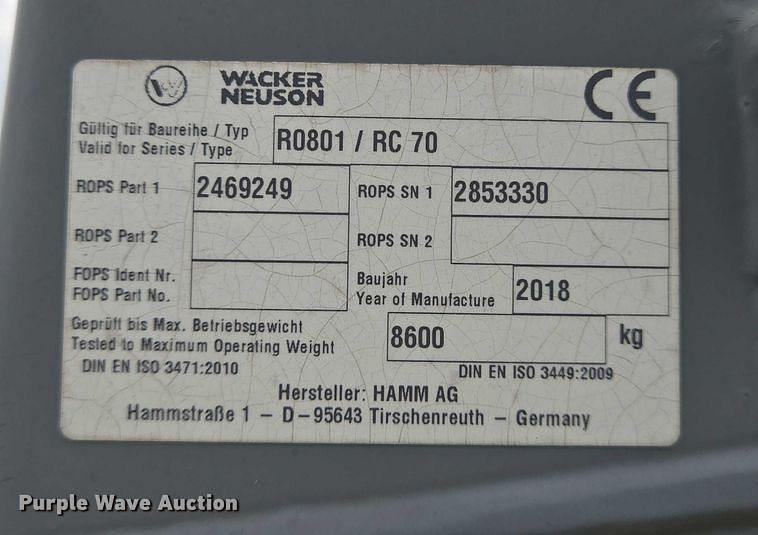 WACKER
NEUSON
CE
Gültig für Baureihe / Typ
Valid for Series / Type
R0801 / RC 70
ROPS Part 1 2469249 ROPS SN 1 2853330
ROPS Part 2 ROPS SN 2
FOPS Ident Nr.
FOPS Part No.
Baujahr
Year of Manufacture 2018
Geprüft bis Max. Betriebsgewicht
Tested to Maximum Operating Weight
8600 kg
DIN EN ISO 3471:2010 DIN EN ISO 3449:2009
Hersteller: HAMM AG
Hammstraße 1 – D–95643 Tirschenreuth – Germany
Purple Wave Auction